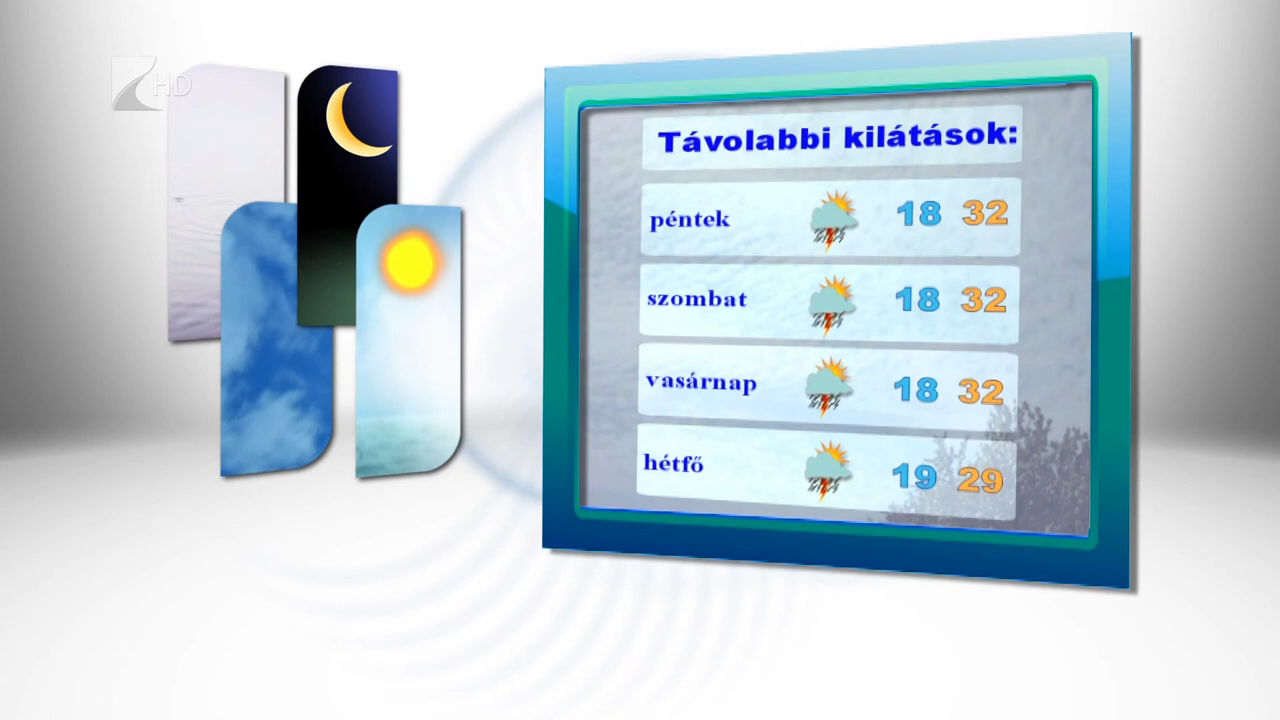 HD
Távolabbi kilátások:
péntek 18 32
szombat 18 32
vasárnap 18 32
hétfő 19 29